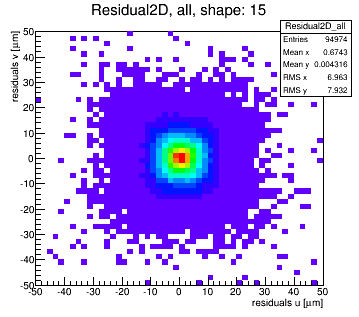 Residual2D, all, shape: 15
Residual2D_all
Entries 94974
Mean x 0.6743
Mean y 0.004316
RMS x 6.963
RMS y 7.932
residuals v [μm]
50
40
30
20
10
0
-10
-20
-30
-40
-50
-50 -40 -30 -20 -10 0 10 20 30 40 50
residuals u [μm]